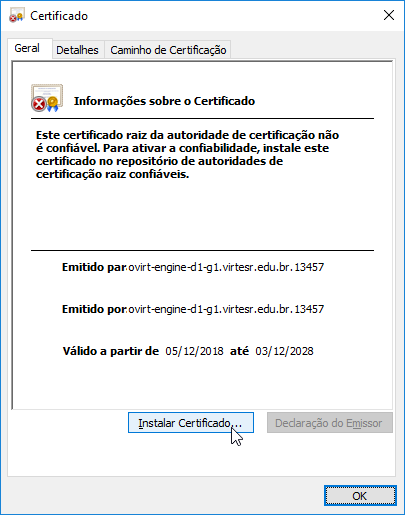 Certificado
Geral
Detalhes
Caminho de Certificação
Informações sobre o Certificado
Este certificado raiz da autoridade de certificação não
é confiável. Para ativar a confiabilidade, instale este
certificado no repositório de autoridades de
certificação raiz confiáveis.
Emitido par ovirt-engine-d1-g1.virtesr.edu.br.13457
Emitido por ovirt-engine-d1-g1.virtesr.edu.br.13457
Válido a partir de 05/12/2018 até 03/12/2028
Instalar Certificado...
Declaração do Emissor
OK